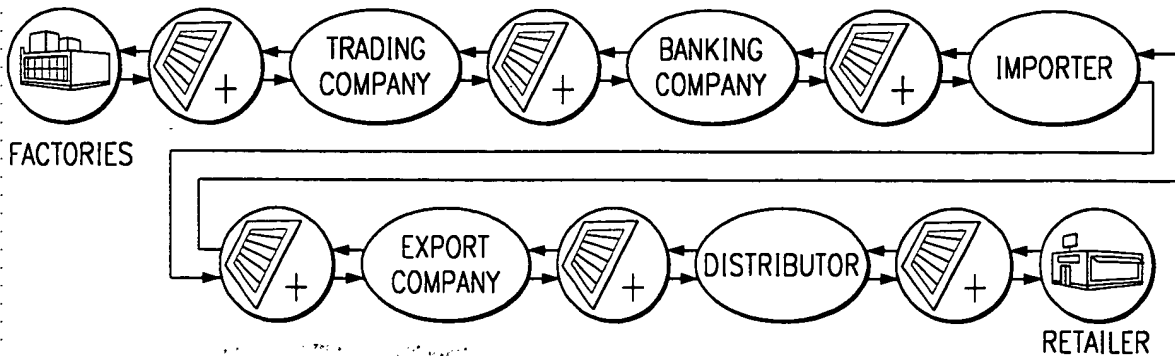 +
TRADING
COMPANY
+
BANKING
COMPANY
+
IMPORTER
FACTORIES
+
EXPORT
COMPANY
+
DISTRIBUTOR
+
RETAILER